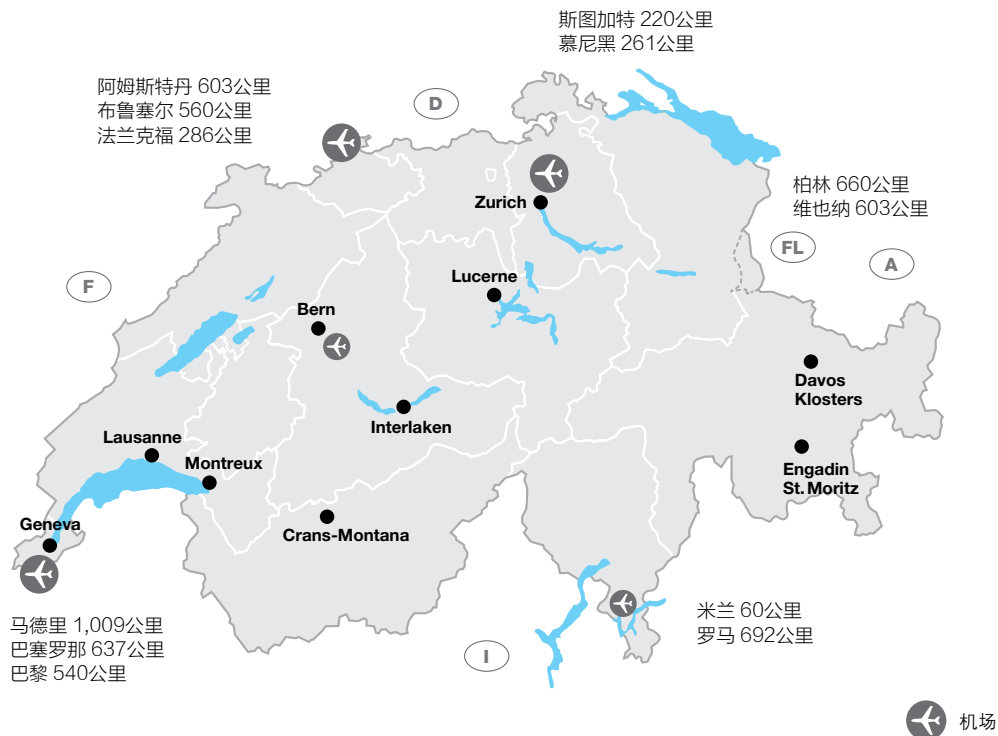 斯图加特 220公里
慕尼黑 261公里
阿姆斯特丹 603公里
布鲁塞尔 560公里
法兰克福 286公里
D
柏林 660公里
维也纳 603公里
Zurich
FL
A
F
Lucerne
Bern
Davos
Klosters
Interlaken
Lausanne
Montreux
Engadin
St. Moritz
Geneva
Crans-Montana
马德里 1,009公里
巴塞罗那 637公里
巴黎 540公里
米兰 60公里
罗马 692公里
I
机场